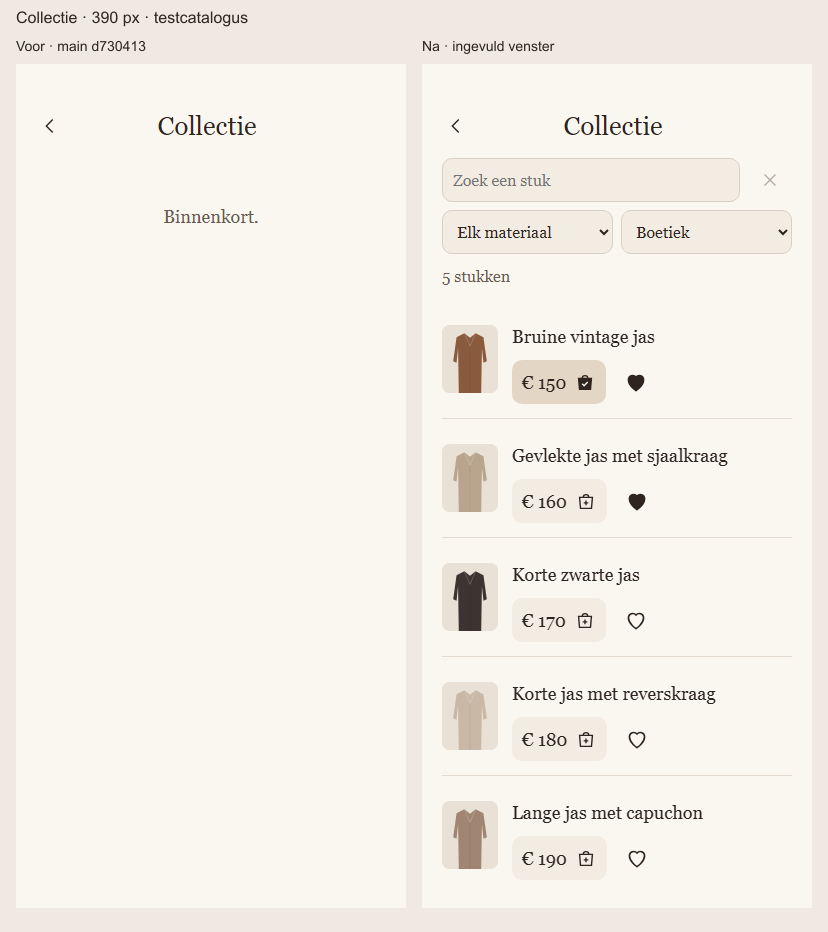 Collectie · 390 px · testcatalogus
Voor · main d730413
Collectie
Binnenkort.
Na · ingevuld venster
Collectie
Zoek een stuk
Elk materiaal
Boetiek
5 stukken
Bruine vintage jas
€ 150
Gevlekte jas met sjaalkraag
€ 160
Korte zwarte jas
€ 170
Korte jas met reverskraag
€ 180
Lange jas met capuchon
€ 190